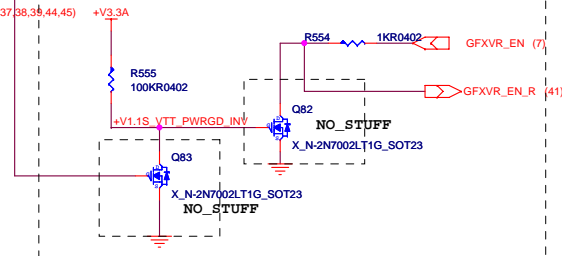 37,38,39,44,45)
+V3.3A
R554
1KR0402
GFXVR_EN (7)
R555
100KR0402
GFXVR_EN_R (41)
Q82
+V1.1S_VTT_PWRGD_INV
NO_STUFF
X_N-2N7002LT1G_SOT23
Q83
X_N-2N7002LT1G_SOT23
NO_STUFF